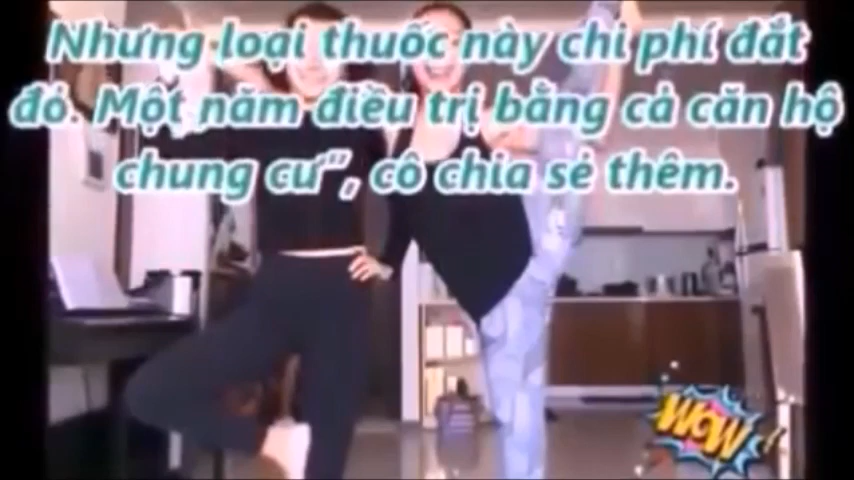 Nhưng loại thuốc này chi phí đắt
đỏ. Một năm điều trị bằng cả căn hộ
chung cư”, cô chia sẻ thêm.
WOW